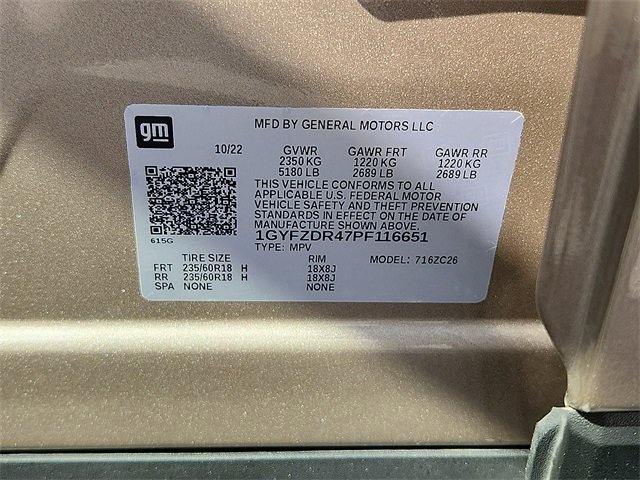 gm
MFD BY GENERAL MOTORS LLC
10/22 GVWR GAWR FRT GAWR RR
2350 KG 1220 KG 1220 KG
5180 LB 2689 LB 2689 LB
THIS VEHICLE CONFORMS TO ALL
APPLICABLE U.S. FEDERAL MOTOR
VEHICLE SAFETY AND THEFT PREVENTION
STANDARDS IN EFFECT ON THE DATE OF
MANUFACTURE SHOWN ABOVE.
615G
1GYFZDR47PF116651
TYPE: MPV MODEL: 716ZC26
TIRE SIZE RIM
FRT 235/60R18 H 18X8J
RR 235/60R18 H 18X8J
SPA NONE NONE